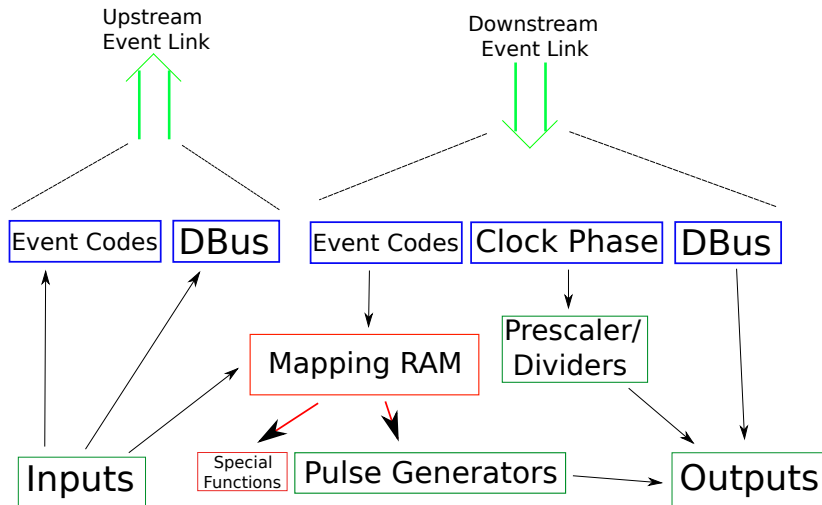 Upstream
Event Link
Downstream
Event Link
Event Codes
DBus
Event Codes
Clock Phase
DBus
Mapping RAM
Prescaler/
Dividers
Inputs
Special
Functions
Pulse Generators
Outputs